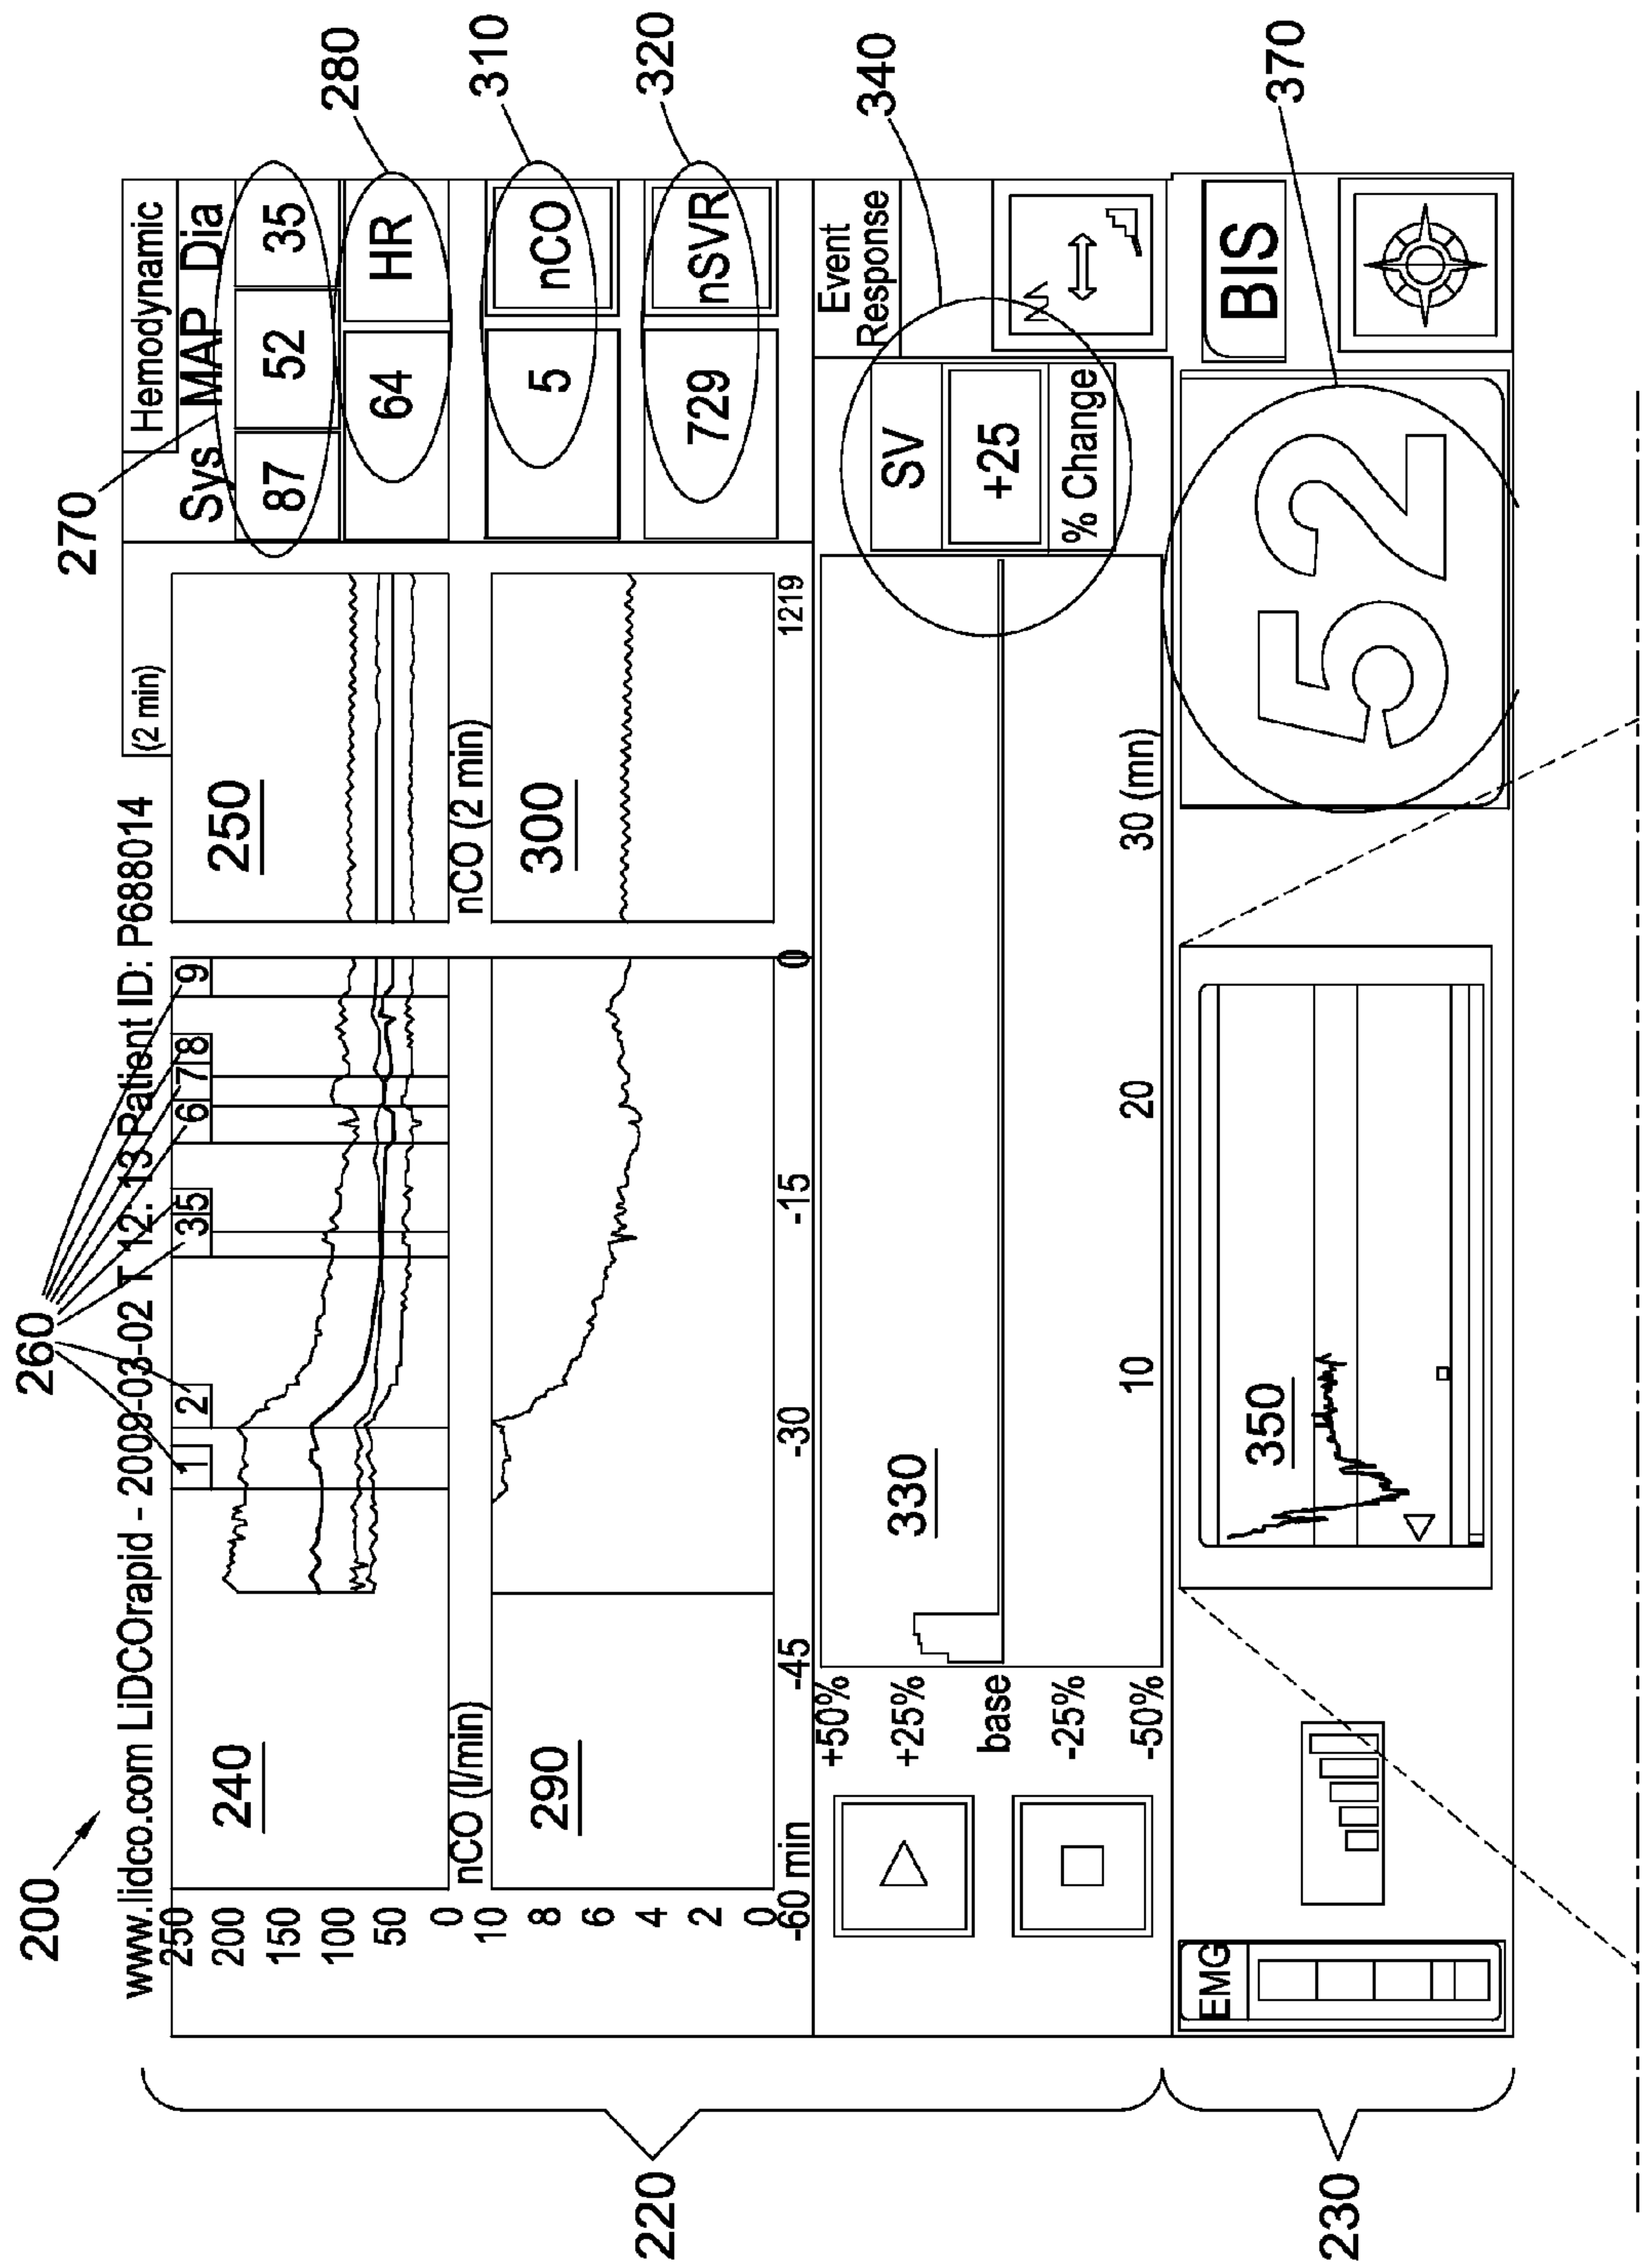 200
260
270
www.lidco.com LiDCOrapid - 2009-03-02 T 12: 13 Patient ID: P688014
(2 min)
Hemodynamic
Sys MAP Dia
87 52 35
280
64 HR
310
5 nCO
320
729 nSVR
250
200
150
100
50
0
240
1 2 3 5 6 7 8 9
250
nCO (l/min)
nCO (2 min)
10
8
6
4
2
0
290
300
-60 min -45 -30 -15 0 1219
220
+50%
+25%
base
-25%
-50%
330
10 20 30 (mn)
SV
+25
% Change
Event
Response
340
230
EMG
350
52
BIS
370